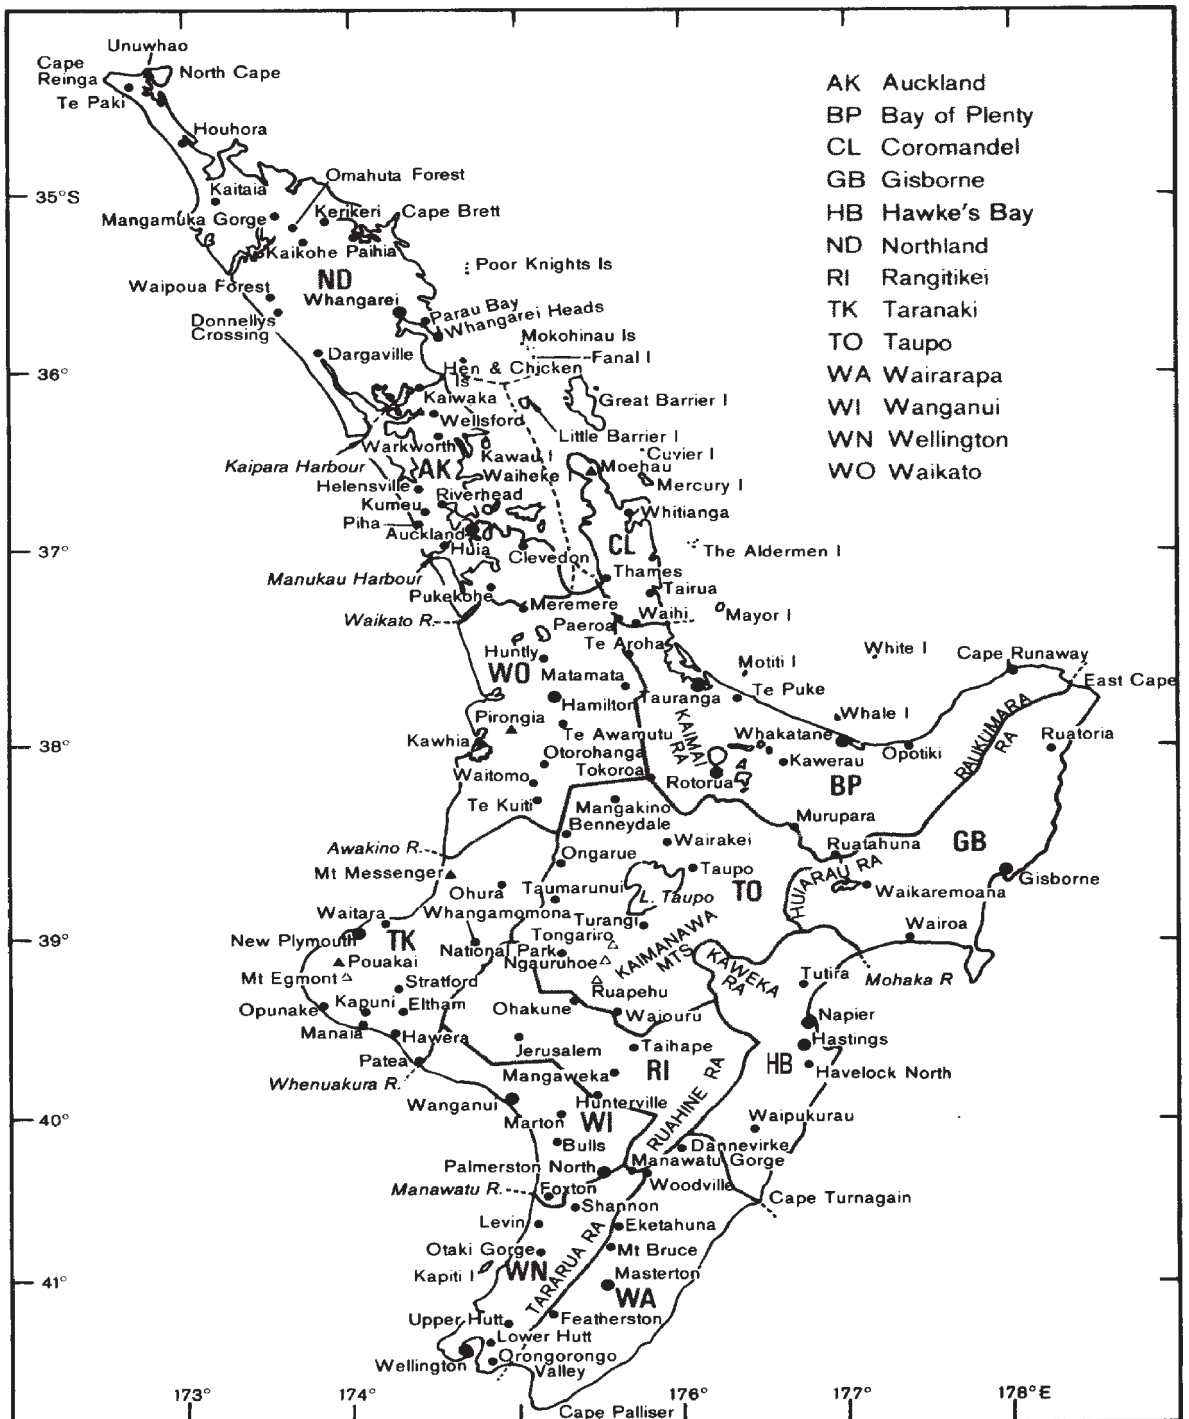 Unuwhao
Cape
Reinga
North Cape
Te Paki
Houhora
Omahuta Forest
Kaitaia
35°S
Mangamuka Gorge
Kerikeri
Cape Brett
Kaikohe
Paihia
ND
Poor Knights Is
Waipoua Forest
Whangarei
Parau Bay
Whangarei Heads
Donnellys
Crossing
Mokohinau Is
Dargaville
Fanal I
36°
Hen & Chicken
Is
Kaiwaka
Great Barrier I
Wellsford
Little Barrier I
Warkworth
Kawau I
Cuvier I
Kaipara Harbour
AK
Waiheke I
Moehau
Helensville
Riverhead
Mercury I
Kumeu
Whitianga
Piha
Auckland
Huia
CL
37°
Clevedon
The Aldermen I
Manukau Harbour
Thames
Pukekohe
Tairua
Meremere
Waikato R.
Waihi
Mayor I
Paeroa
Te Aroha
White I
Huntly
WO
Motiti I
Cape Runaway
Matamata
Tauranga
Te Puke
East Cape
Hamilton
Pirongia
KAIMAI
RA
Whale I
RAUKUMARA
RA
Te Awamutu
Whakatane
Ruatoria
Kawhia
38°
Otorohanga
Opotiki
Waitomo
Tokoroa
Rotorua
Kawerau
BP
Te Kuiti
Mangakino
Murupara
Benneydale
Wairakei
Awakino R.
Ruatahuna
GB
Ongarue
Mt Messenger
Taupo
HUIARAU RA
Gisborne
Ohura
Taumarunui
L. Taupo
TO
Waikaremoana
Waitara
Whangamomona
Turangi
Wairoa
39°
New Plymouth
TK
National Park
Tongariro
KAIMANAWA
MTS
Pouakai
Ngauruhoe
KAWEKA
RA
Mohaka R
Mt Egmont
Stratford
Ruapehu
Tutira
Opunake
Kapuni
Eltham
Ohakune
Waiouru
Napier
Manaia
Hawera
Jerusalem
Taihape
Hastings
HB
Patea
Mangaweka
RI
Havelock North
Whenuakura R.
Wanganui
Hunterville
RUAHINE RA
40°
Marton
WI
Waipukurau
Bulls
Dannevirke
Palmerston North
Manawatu Gorge
Manawatu R.
Foxton
Woodville
Shannon
Cape Turnagain
Levin
Eketahuna
Otaki Gorge
TARARUA RA
Mt Bruce
Kapiti I
WN
41°
Masterton
WA
Upper Hutt
Featherston
Lower Hutt
Wellington
Orongorongo
Valley
173°
174°
176°
177°
178°E
Cape Palliser
AK Auckland
BP Bay of Plenty
CL Coromandel
GB Gisborne
HB Hawke's Bay
ND Northland
RI Rangitikei
TK Taranaki
TO Taupo
WA Wairarapa
WI Wanganui
WN Wellington
WO Waikato